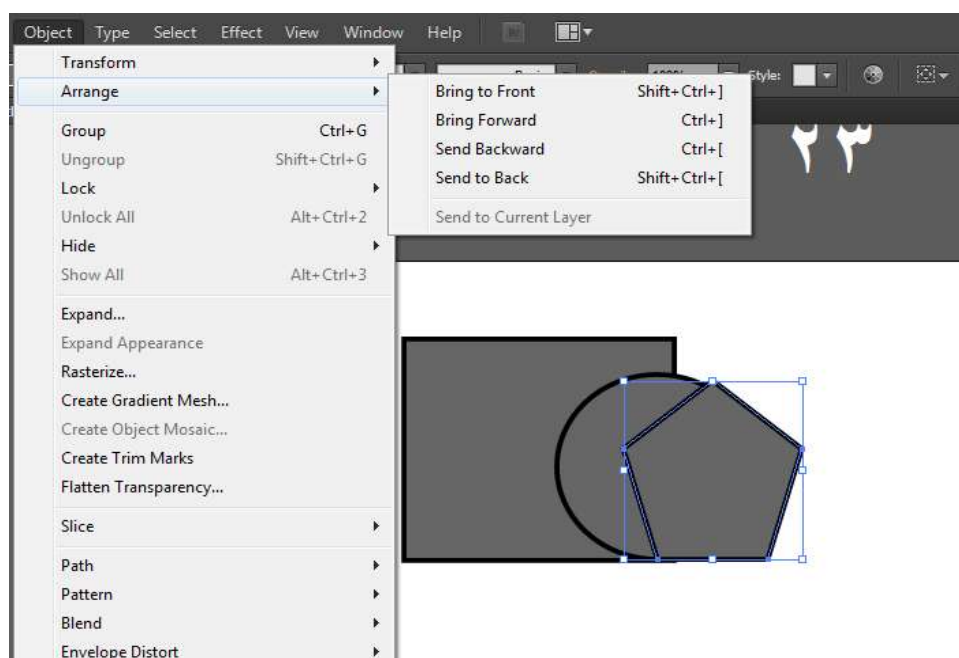 Object Type Select Effect View Window Help
Style:
Transform
Arrange
Group Ctrl+G
Ungroup Shift+Ctrl+G
Lock
Unlock All Alt+Ctrl+2
Hide
Show All Alt+Ctrl+3
Expand...
Expand Appearance
Rasterize...
Create Gradient Mesh...
Create Object Mosaic...
Create Trim Marks
Flatten Transparency...
Slice
Path
Pattern
Blend
Envelope Distort
Bring to Front Shift+Ctrl+]
Bring Forward Ctrl+]
Send Backward Ctrl+[
Send to Back Shift+Ctrl+[
Send to Current Layer
۲۳